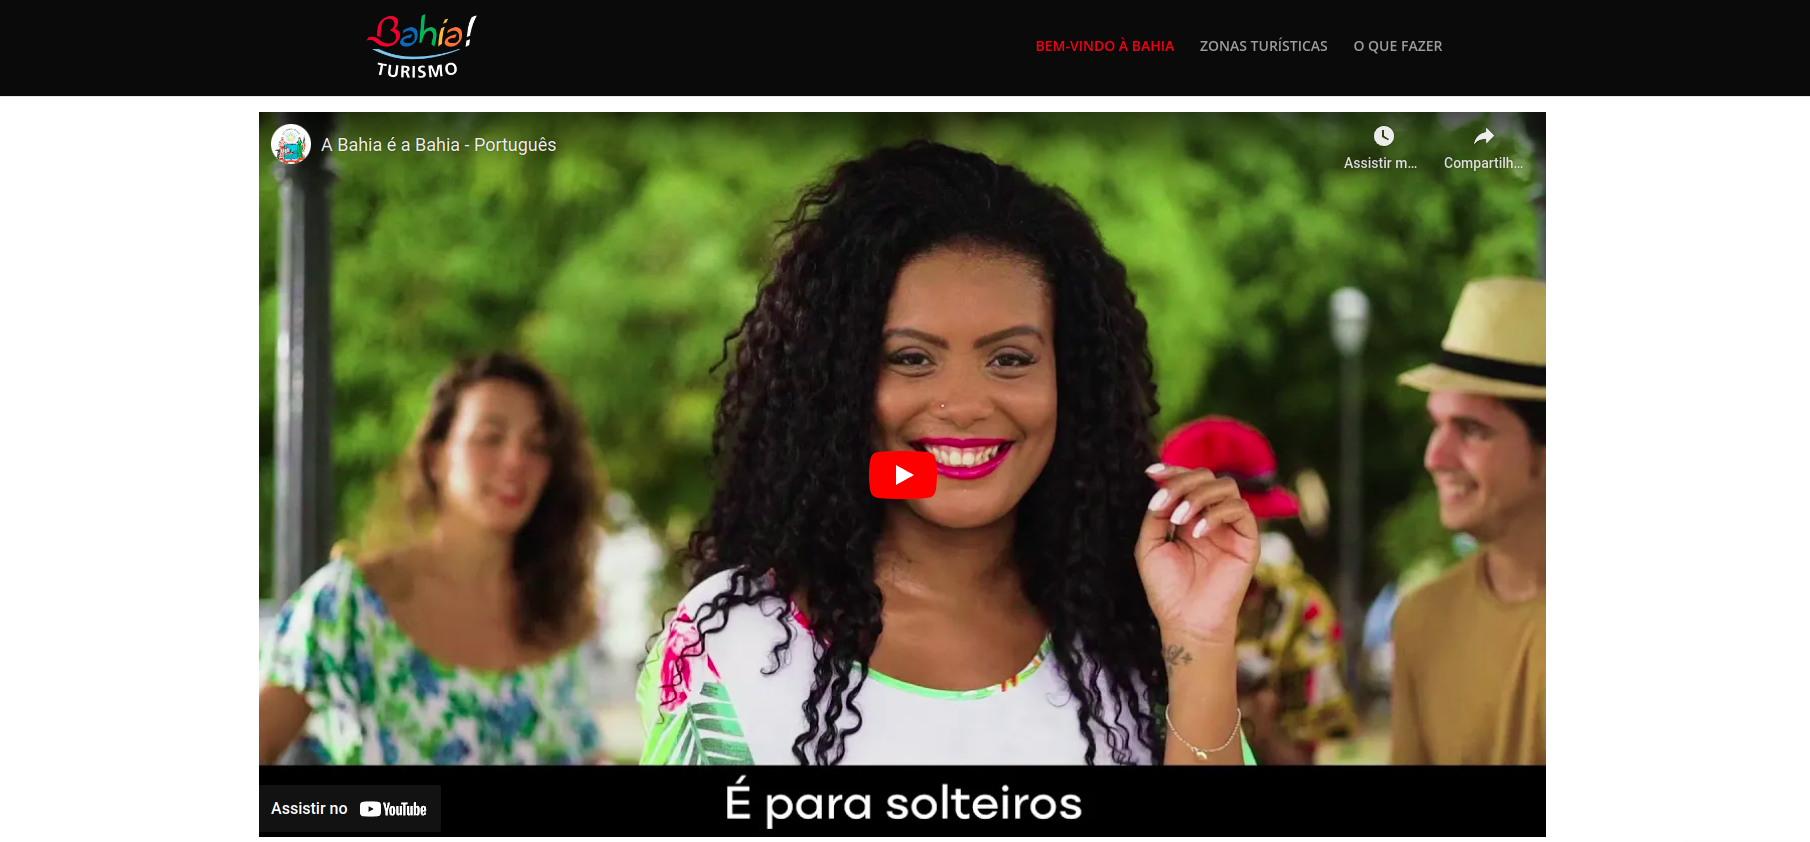 Bahia!
TURISMO
BEM-VINDO À BAHIA
ZONAS TURÍSTICAS
O QUE FAZER
A Bahia é a Bahia - Português
Assistir m...
Compartilh...
É para solteiros
Assistir no YouTube